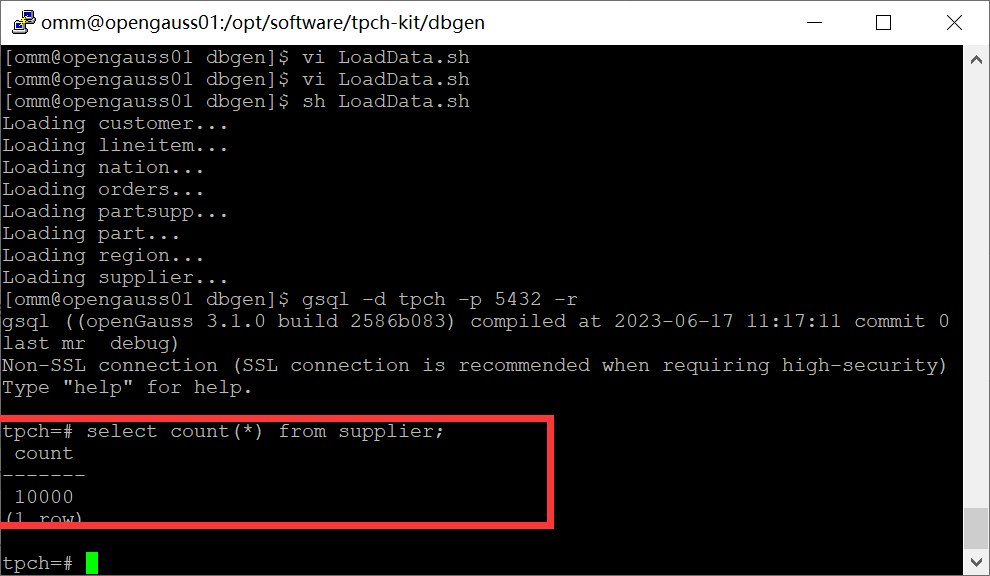 omm@opengauss01:/opt/software/tpch-kit/dbgen
[omm@opengauss01 dbgen]$ vi LoadData.sh
[omm@opengauss01 dbgen]$ vi LoadData.sh
[omm@opengauss01 dbgen]$ sh LoadData.sh
Loading customer...
Loading lineitem...
Loading nation...
Loading orders...
Loading partsupp...
Loading part...
Loading region...
Loading supplier...
[omm@opengauss01 dbgen]$ gsql -d tpch -p 5432 -r
gsql ((openGauss 3.1.0 build 2586b083) compiled at 2023-06-17 11:17:11 commit 0
last mr  debug)
Non-SSL connection (SSL connection is recommended when requiring high-security)
Type "help" for help.
tpch=# select count(*) from supplier;
 count
-------
 10000
(1 row)
tpch=#